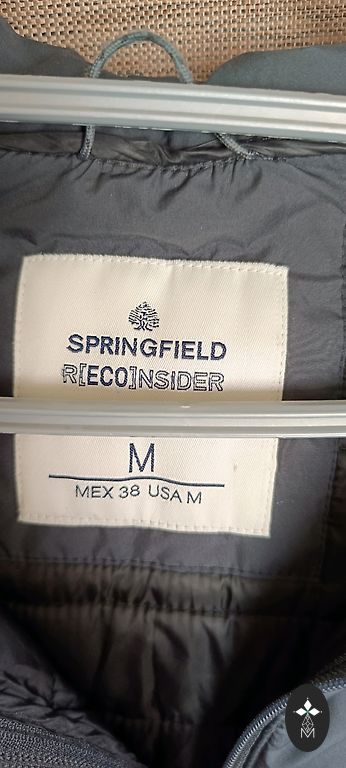 SPRINGFIELD
R[ECO]NSIDER
M
MEX 38 USA M
M